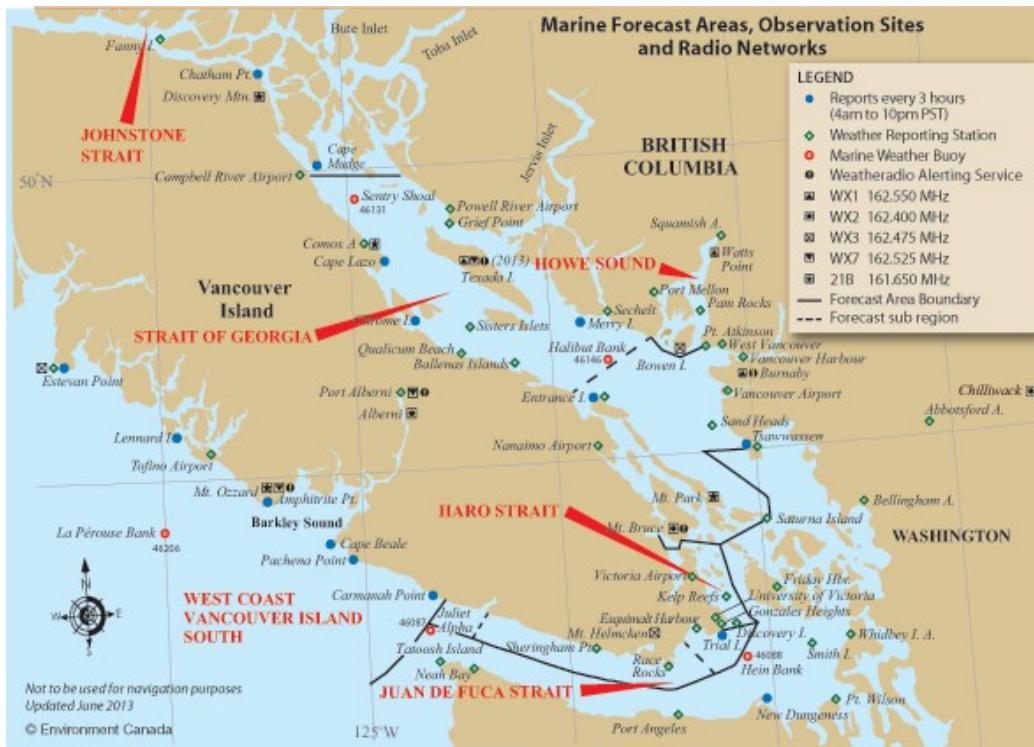 Marine Forecast Areas, Observation Sites
and Radio Networks
LEGEND
Reports every 3 hours
(4am to 10pm PST)
Weather Reporting Station
Marine Weather Buoy
Weatheradio Alerting Service
WX1 162.550 MHz
WX2 162.400 MHz
WX3 162.475 MHz
WX7 162.525 MHz
21B 161.650 MHz
Forecast Area Boundary
Forecast sub region
Fanny I.
Bute Inlet
Toba Inlet
Chatham Pt.
Discovery Mtn.
JOHNSTONE
STRAIT
Jervis Inlet
BRITISH
COLUMBIA
Cape
Mudge
50°N
Campbell River Airport
Sentry Shoal
46131
Powell River Airport
Grief Point
Squamish A.
Comox A
Cape Lazo
(2013)
Texada I.
Watts
Point
HOWE SOUND
Port Mellon
Pam Rocks
Vancouver
Island
STRAIT OF GEORGIA
Chrome I.
Sisters Islets
Sechelt
Merry I.
Pt. Atkinson
West Vancouver
Vancouver Harbour
Qualicum Beach
Ballenas Islands
Halibut Bank
46146
Bowen I.
Burnaby
Estevan Point
Port Alberni
Alberni
Entrance I.
Vancouver Airport
Chilliwack
Abbotsford A.
Sand Heads
Tsawwassen
Lennard I.
Tofino Airport
Nanaimo Airport
Mt. Ozzard
Amphitrite Pt.
Mt. Park
Bellingham A.
Barkley Sound
HARO STRAIT
Mt. Bruce
Saturna Island
WASHINGTON
La Pérouse Bank
46206
Cape Beale
Pachena Point
Victoria Airport
Friday Hbr.
Kelp Reefs
University of Victoria
Gonzales Heights
N
W
E
S
WEST COAST
VANCOUVER ISLAND
SOUTH
Carmanah Point
46087
Juliet
Alpha
Esquimalt Harbour
Mt. Helmcken
Trial I.
Discovery I.
Whidbey I. A.
Tatoosh Island
Sheringham Pt.
46088
Hein Bank
Smith I.
Neah Bay
Race
Rocks
JUAN DE FUCA STRAIT
Port Angeles
New Dungeness
Pt. Wilson
Not to be used for navigation purposes
Updated June 2013
© Environment Canada
125°W